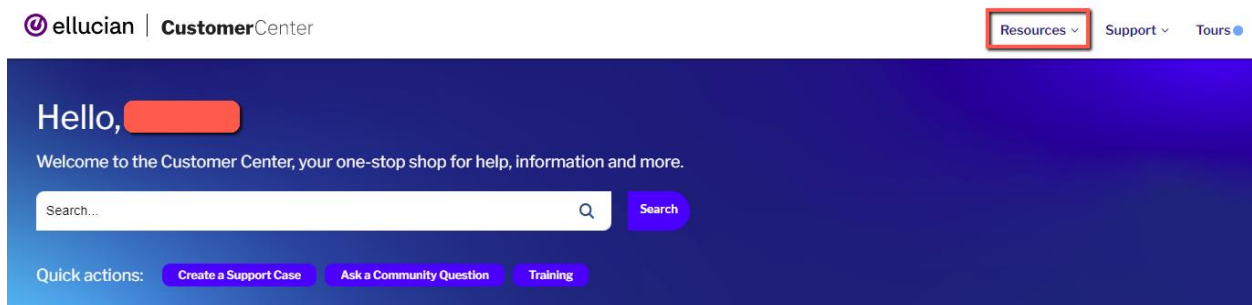 ellucian | CustomerCenter
Resources Support Tours
Hello,
Welcome to the Customer Center, your one-stop shop for help, information and more.
Search... Search
Quick actions: Create a Support Case Ask a Community Question Training